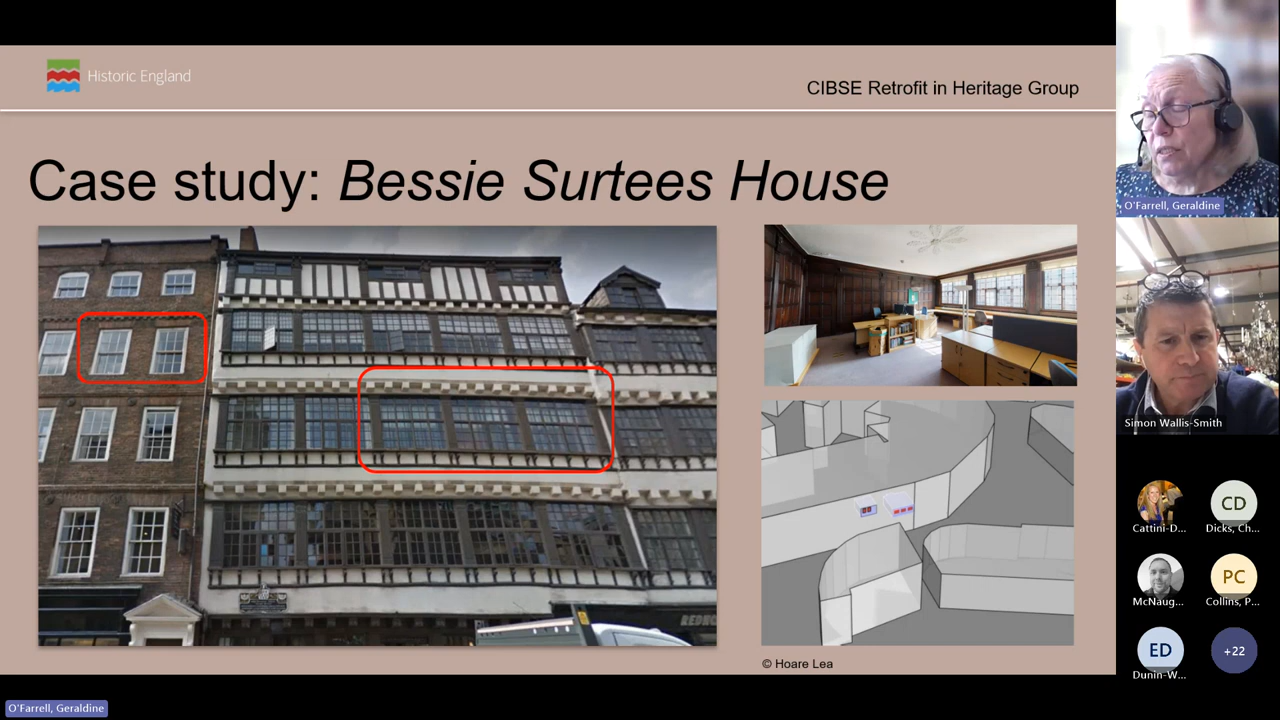 Historic England
CIBSE Retrofit in Heritage Group
Case study: Bessie Surtees House
© Hoare Lea
O'Farrell, Geraldine
Simon Wallis-Smith
Cattini-D...
CD
Dicks, Ch...
McNaug...
PC
Collins, P...
ED
Dunin-W...
+22
O'Farrell, Geraldine